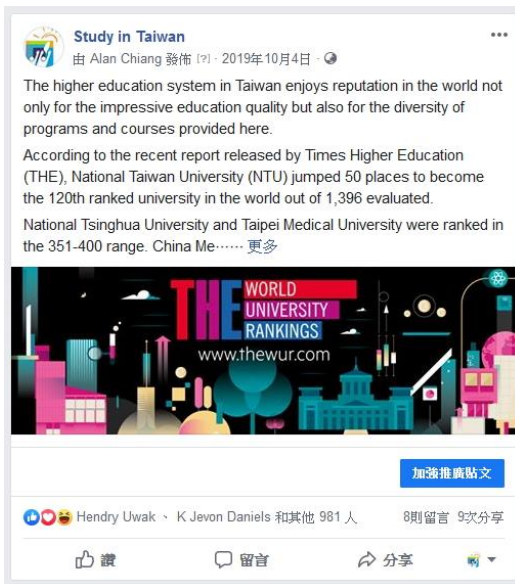 Study in Taiwan
由 Alan Chiang 發佈 [?] · 2019年10月4日 ·
The higher education system in Taiwan enjoys reputation in the world not
only for the impressive education quality but also for the diversity of
programs and courses provided here.
According to the recent report released by Times Higher Education
(THE), National Taiwan University (NTU) jumped 50 places to become
the 120th ranked university in the world out of 1,396 evaluated.
National Tsinghua University and Taipei Medical University were ranked in
the 351-400 range. China Me...... 更多
THE WORLD
UNIVERSITY
RANKINGS
www.thewur.com
加強推廣貼文
Hendry Uwak、 K Jevon Daniels 和其他 981 人 8則留言 9次分享
讚 留言 分享